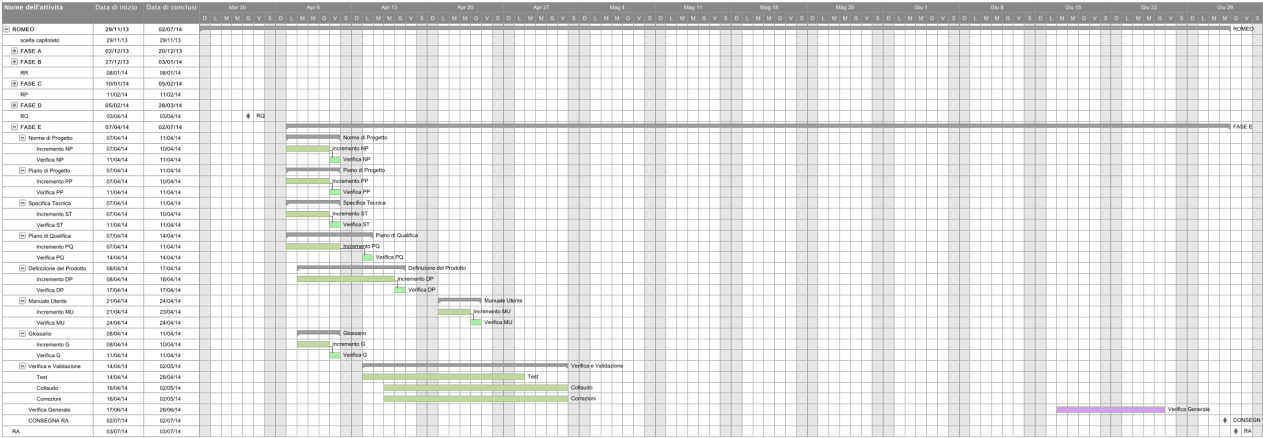 Nome dell'attività Data di inizio Data di conclusi Mar 30 Apr 6 Apr 13 Apr 20 Apr 27 Mag 4 Mag 11 Mag 18 Mag 25 Giu 1 Giu 8 Giu 15 Giu 22 Giu 29
D L M M G V S D L M M G V S D L M M G V S D L M M G V S D L M M G V S D L M M G V S D L M M G V S D L M M G V S D L M M G V S D L M M G V S D L M M G V S D L M M G V S D L M M G V S D L M M G V S
ROMEO 29/11/13 02/07/14 ROMEO
scelta capitolato 29/11/13 29/11/13
FASE A 02/12/13 20/12/13
FASE B 27/12/13 03/01/14
RR 08/01/14 08/01/14
FASE C 10/01/14 05/02/14
RP 11/02/14 11/02/14
FASE D 05/02/14 28/03/14
RQ 03/04/14 03/04/14 RQ
FASE E 07/04/14 02/07/14 FASE E
Norme di Progetto 07/04/14 11/04/14 Norme di Progetto
Incremento NP 07/04/14 10/04/14 Incremento NP
Verifica NP 11/04/14 11/04/14 Verifica NP
Piano di Progetto 07/04/14 11/04/14 Piano di Progetto
Incremento PP 07/04/14 10/04/14 Incremento PP
Verifica PP 11/04/14 11/04/14 Verifica PP
Specifica Tecnica 07/04/14 11/04/14 Specifica Tecnica
Incremento ST 07/04/14 10/04/14 Incremento ST
Verifica ST 11/04/14 11/04/14 Verifica ST
Piano di Qualifica 07/04/14 14/04/14 Piano di Qualifica
Incremento PQ 07/04/14 11/04/14 Incremento PQ
Verifica PQ 14/04/14 14/04/14 Verifica PQ
Definizione del Prodotto 08/04/14 17/04/14 Definizione del Prodotto
Incremento DP 08/04/14 16/04/14 Incremento DP
Verifica DP 17/04/14 17/04/14 Verifica DP
Manuale Utente 21/04/14 24/04/14 Manuale Utente
Incremento MU 21/04/14 23/04/14 Incremento MU
Verifica MU 24/04/14 24/04/14 Verifica MU
Glossario 08/04/14 11/04/14 Glossario
Incremento G 08/04/14 10/04/14 Incremento G
Verifica G 11/04/14 11/04/14 Verifica G
Verifica e Validazione 14/04/14 02/05/14 Verifica e Validazione
Test 14/04/14 28/04/14 Test
Collaudo 16/04/14 02/05/14 Collaudo
Correzioni 16/04/14 02/05/14 Correzioni
Verifica Generale 17/06/14 26/06/14 Verifica Generale
CONSEGNA RA 02/07/14 02/07/14 CONSEGN
RA 03/07/14 03/07/14 RA